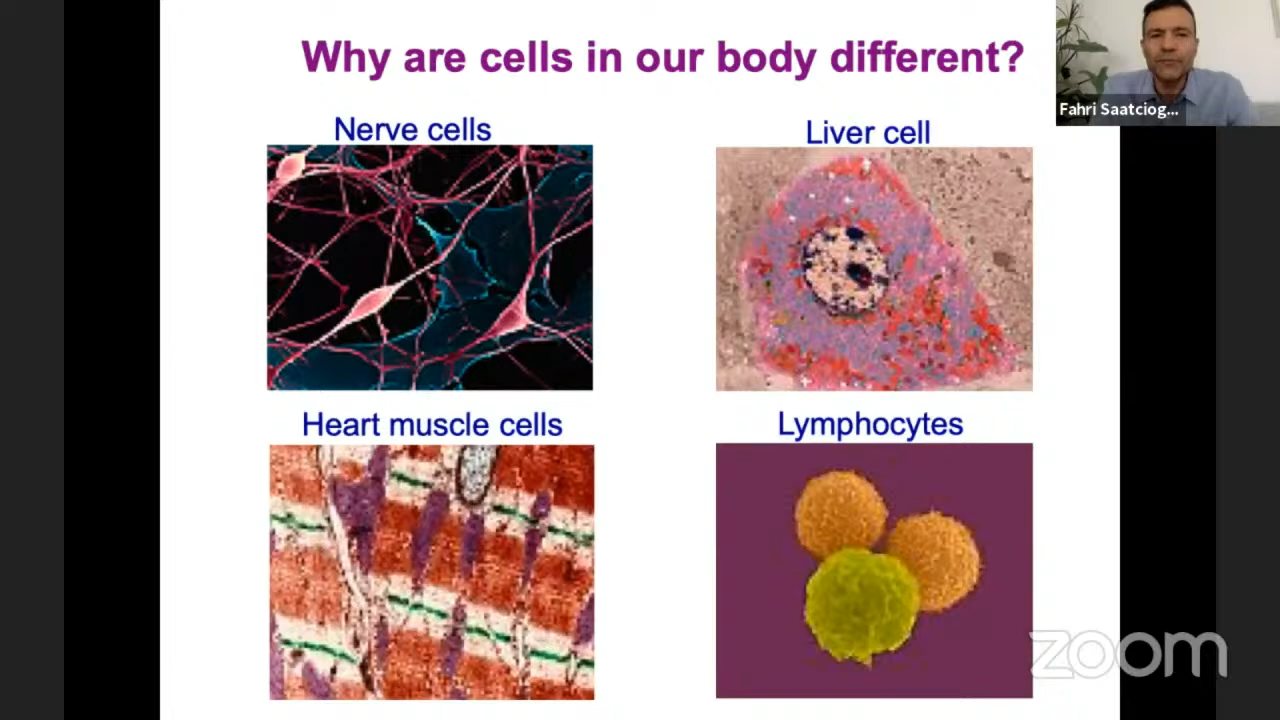 Why are cells in our body different?
Fahri Saatciog...
Nerve cells
Liver cell
Heart muscle cells
Lymphocytes
zoom